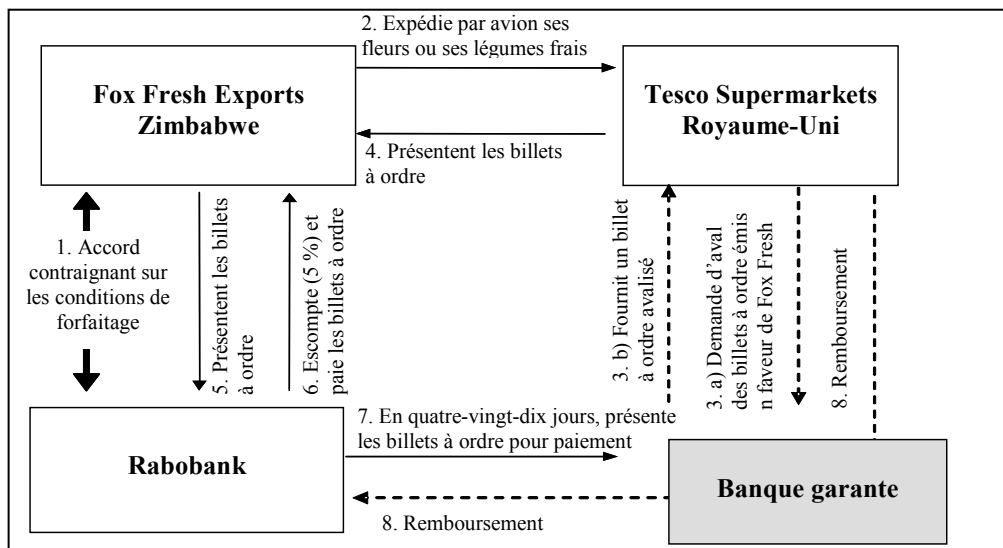 2. Expédie par avion ses
fleurs ou ses légumes frais
Fox Fresh Exports
Zimbabwe
Tesco Supermarkets
Royaume-Uni
4. Présentent les billets
à ordre
1. Accord
contraignant sur
les conditions de
forfaitage
5. Présentent les billets
à ordre
6. Escompte (5 %) et
paie les billets à ordre
3. b) Fournit un billet
à ordre avalisé
3. a) Demande d’aval
des billets à ordre émis
n faveur de Fox Fresh
8. Remboursement
7. En quatre-vingt-dix jours, présente
les billets à ordre pour paiement
Rabobank
Banque garante
8. Remboursement